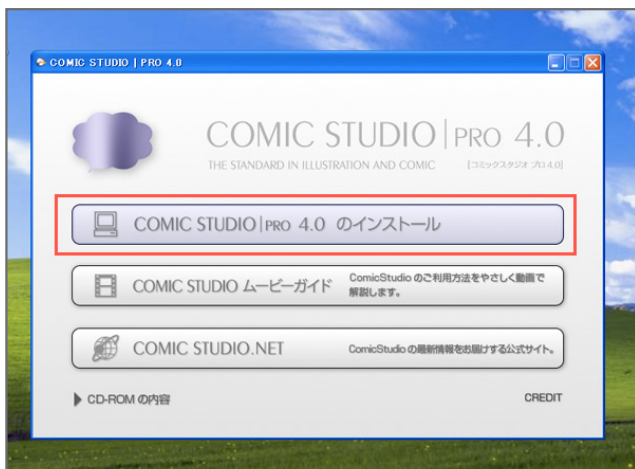 COMIC STUDIO | PRO 4.0
COMIC STUDIO|PRO 4.0
THE STANDARD IN ILLUSTRATION AND COMIC [コミックスタジオ プロ 4.0]
COMIC STUDIO|PRO 4.0 のインストール
COMIC STUDIO ムービーガイド
ComicStudio のご利用方法をやさしく動画で
解説します。
COMIC STUDIO.NET
ComicStudio の最新情報をお届けする公式サイト。
CD-ROM の内容
CREDIT